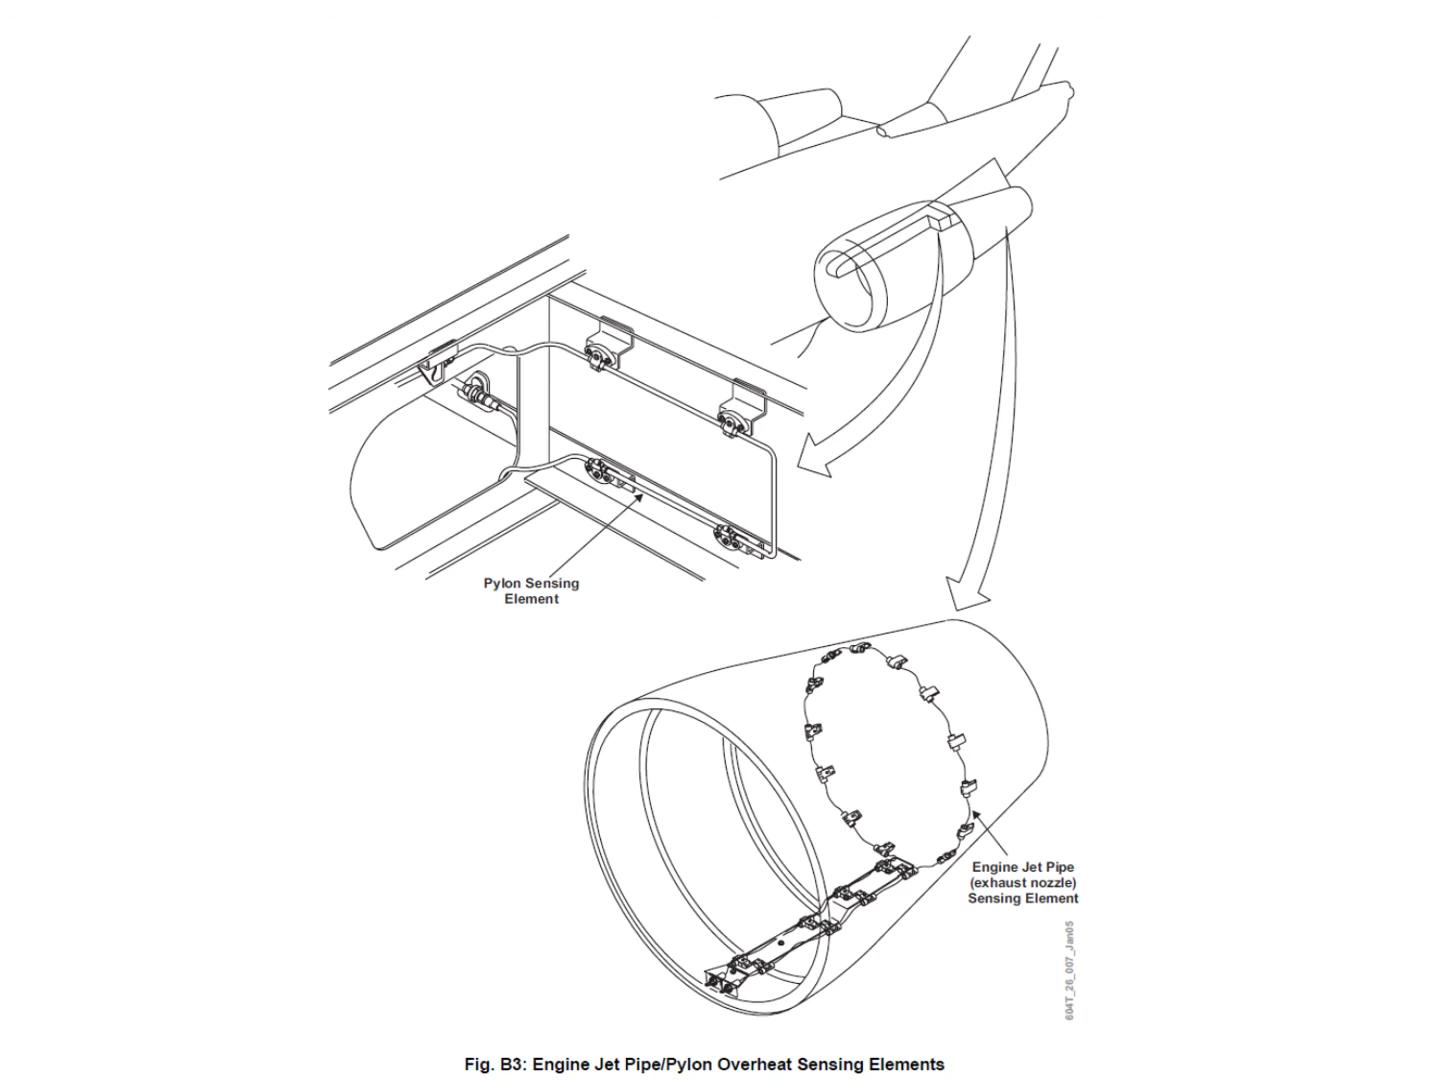 Pylon Sensing
Element
Engine Jet Pipe
(exhaust nozzle)
Sensing Element
604T_26_007_Jan05
Fig. B3: Engine Jet Pipe/Pylon Overheat Sensing Elements